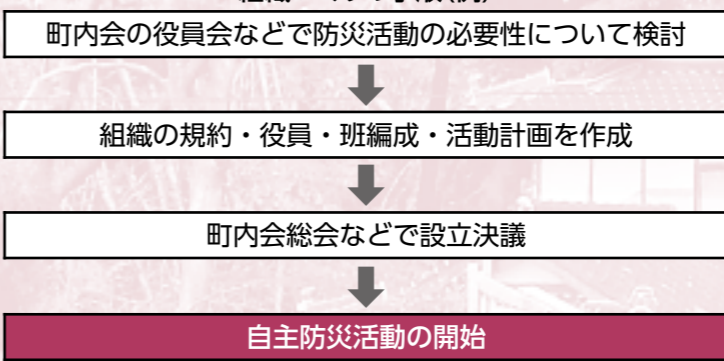 町内会の役員会などで防災活動の必要性について検討
組織の規約・役員・班編成・活動計画を作成
町内会総会などで設立決議
自主防災活動の開始